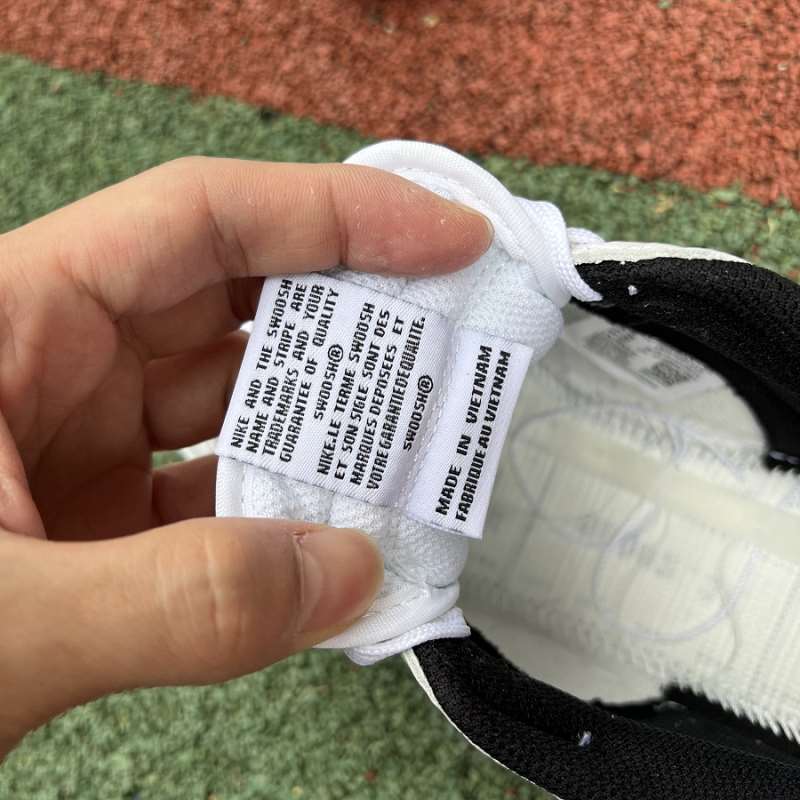 NIKE AND THE SWOOSH
NAME AND STRIPE ARE
TRADEMARKS AND YOUR
GUARANTEE OF QUALITY
SWOOSH®
NIKE.LE TERME SWOOSH
ET SON SIGLE SONT DES
MARQUES DEPOSEES ET
VOTRE GARANTIE DE QUALITE.
SWOOSH®
MADE IN VIETNAM
FABRIQUE AU VIETNAM